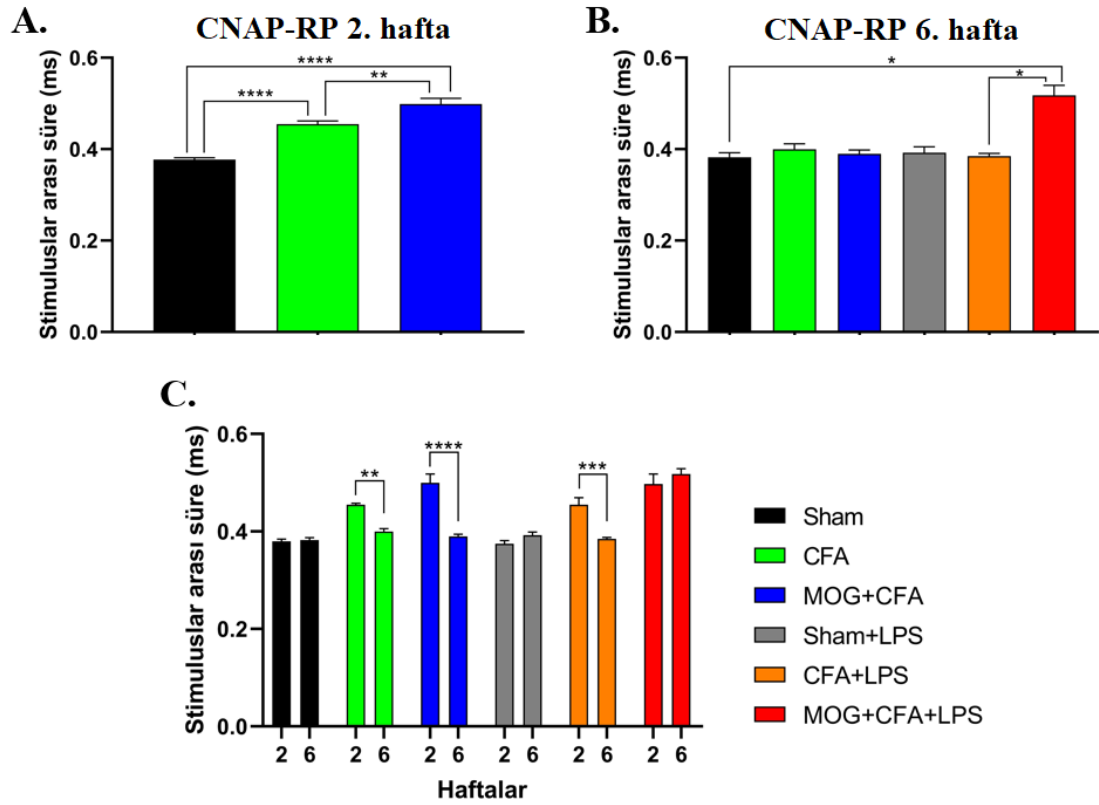 A.
CNAP-RP 2. hafta
Stimuluslar arası süre (ms)
0.6
0.4
0.2
0.0
****
****
**
B.
CNAP-RP 6. hafta
Stimuluslar arası süre (ms)
0.6
0.4
0.2
0.0
*
*
C.
Stimuluslar arası süre (ms)
0.6
0.4
0.2
0.0
**
****
***
2 6 2 6 2 6 2 6 2 6 2 6
Haftalar
Sham
CFA
MOG+CFA
Sham+LPS
CFA+LPS
MOG+CFA+LPS